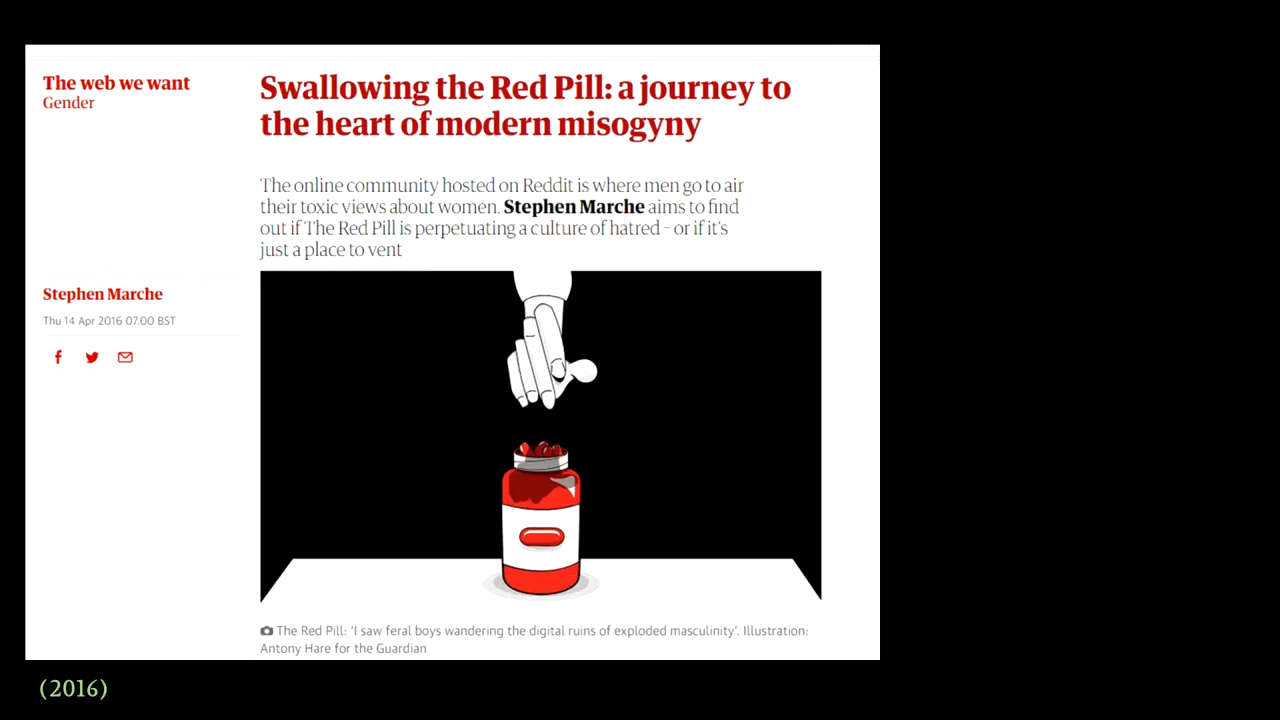 The web we want
Gender
Swallowing the Red Pill: a journey to
the heart of modern misogyny
The online community hosted on Reddit is where men go to air
their toxic views about women. Stephen Marche aims to find
out if The Red Pill is perpetuating a culture of hatred – or if it's
just a place to vent
Stephen Marche
Thu 14 Apr 2016 07.00 BST
The Red Pill: 'I saw feral boys wandering the digital ruins of exploded masculinity'. Illustration:
Antony Hare for the Guardian
(2016)